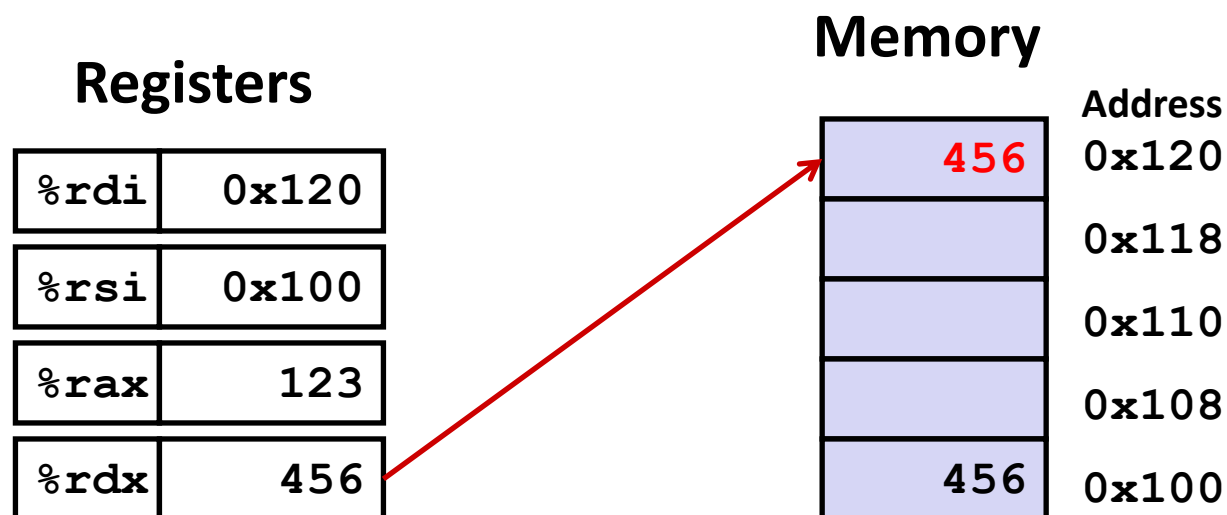 Registers
%rdi 0x120
%rsi 0x100
%rax 123
%rdx 456
Memory
Address
456 0x120
0x118
0x110
0x108
456 0x100